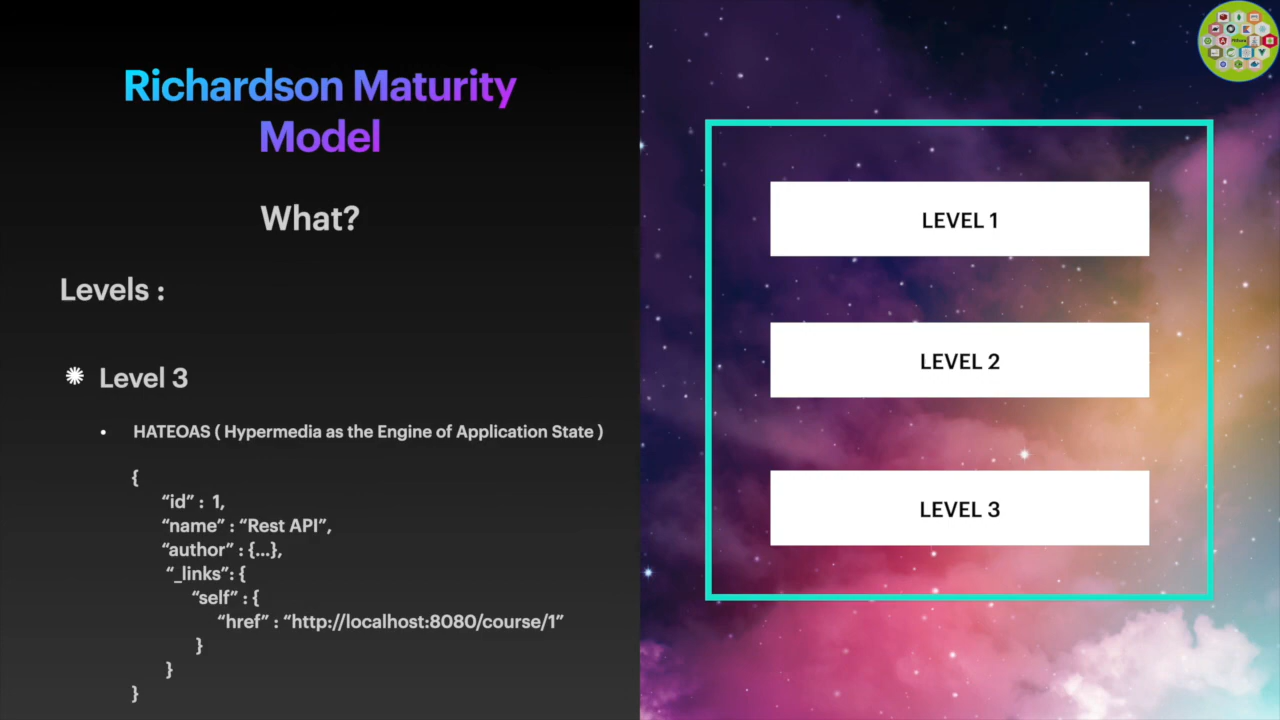 Richardson Maturity
Model
What?
Levels :
Level 3
• HATEOAS ( Hypermedia as the Engine of Application State )
{
“id” : 1,
“name” : “Rest API”,
“author” : {...},
“_links”: {
“self” : {
“href” : “http://localhost:8080/course/1”
}
}
}
LEVEL 1
LEVEL 2
LEVEL 3